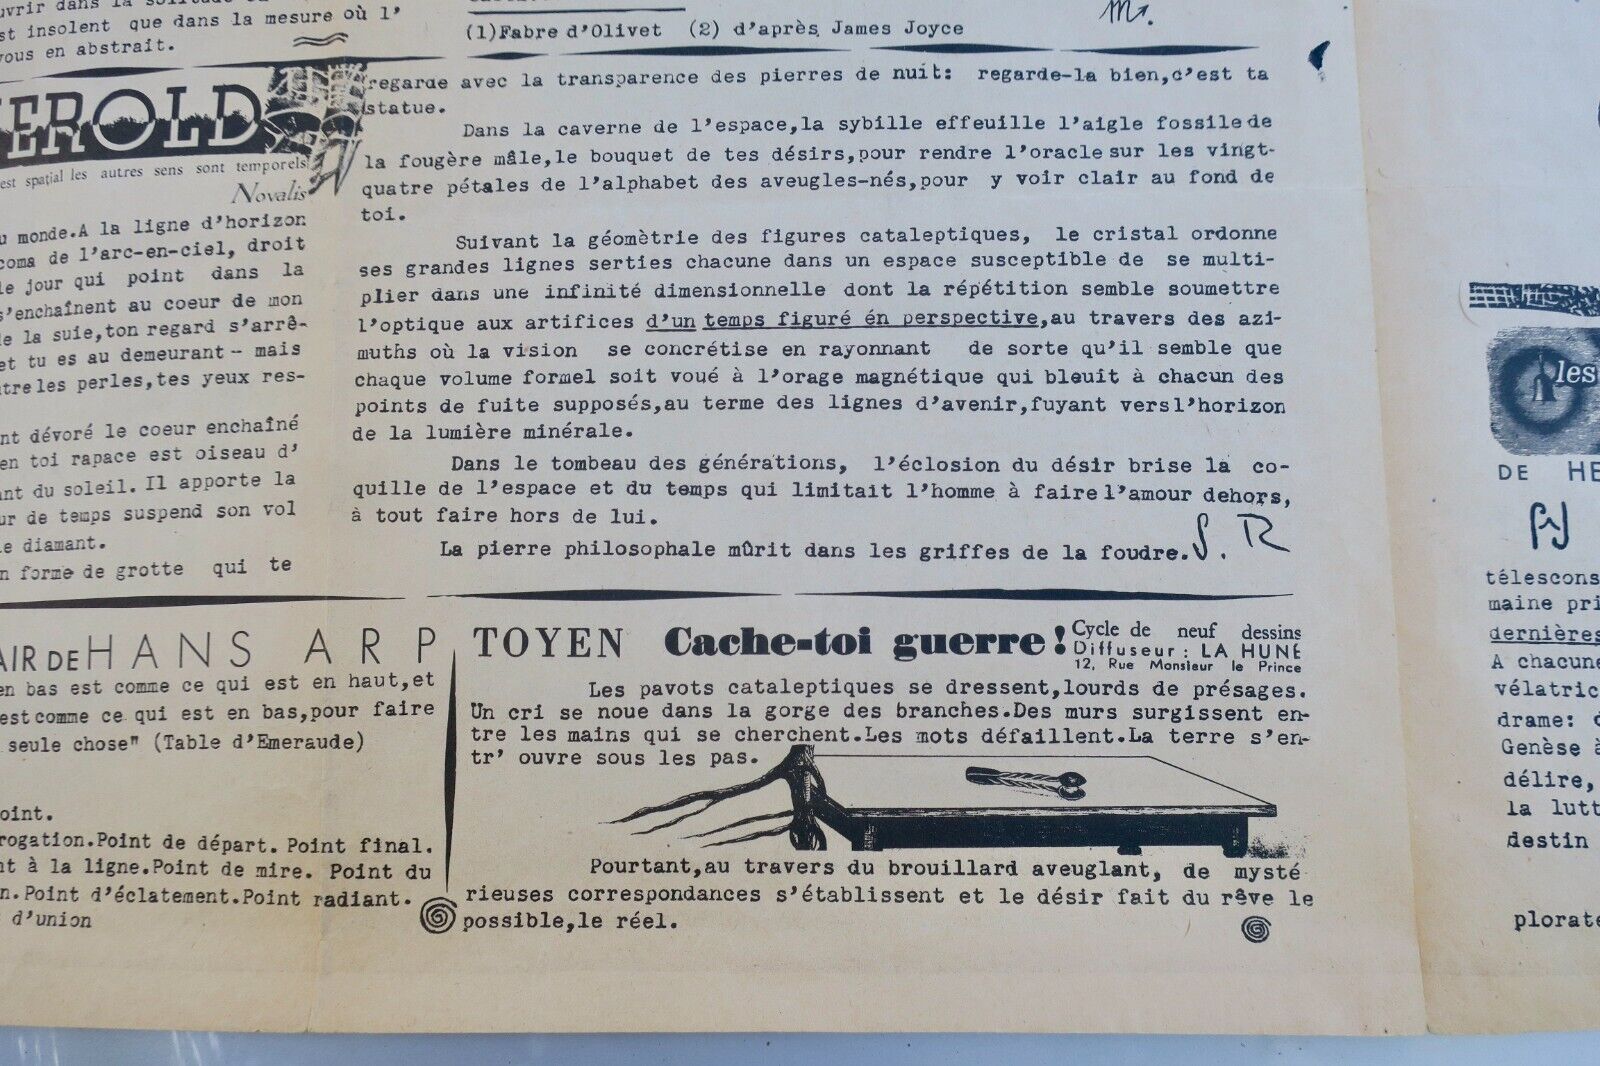 ouvrir dans la solitude
est insolent que dans la mesure où l'
vous en abstrait.
(1)Fabre d'Olivet (2) d'après James Joyce
HEROLD
est spatial les autres sens sont temporels
Novalis
monde.A la ligne d'horizon
coma de l'arc-en-ciel, droit
le jour qui point dans la
s'enchaînent au coeur de mon
de la suie,ton regard s'arrê-
et tu es au demeurant - mais
les perles,tes yeux res-
dévoré le coeur enchaîné
en toi rapace est oiseau d'
du soleil. Il apporte la
de temps suspend son vol
le diamant.
forme de grotte qui te
regarde avec la transparence des pierres de nuit: regarde-la bien,c'est ta
statue.
Dans la caverne de l'espace,la sybille effeuille l'aigle fossile de
la fougère mâle,le bouquet de tes désirs,pour rendre l'oracle sur les vingt-
quatre pétales de l'alphabet des aveugles-nés,pour y voir clair au fond de
toi.
Suivant la géomètrie des figures cataleptiques, le cristal ordonne
ses grandes lignes serties chacune dans un espace susceptible de se multi-
plier dans une infinité dimensionnelle dont la répétition semble soumettre
l'optique aux artifices d'un temps figuré én perspective,au travers des azi-
muths où la vision se concrétise en rayonnant de sorte qu'il semble que
chaque volume formel soit voué à l'orage magnétique qui bleuit à chacun des
points de fuite supposés,au terme des lignes d'avenir,fuyant vers l'horizon
de la lumière minérale.
Dans le tombeau des générations, l'éclosion du désir brise la co-
quille de l'espace et du temps qui limitait l'homme à faire l'amour dehors,
à tout faire hors de lui.
La pierre philosophale mûrit dans les griffes de la foudre. S. R
AIR DE HANS ARP
en bas est comme ce qui est en haut,et
est comme ce qui est en bas,pour faire
seule chose" (Table d'Emeraude)
point.
rogation.Point de départ. Point final.
à la ligne.Point de mire. Point du
Point d'éclatement.Point radiant.
d'union
TOYEN Cache-toi guerre! Cycle de neuf dessins
Diffuseur : LA HUNE
12, Rue Monsieur le Prince
Les pavots cataleptiques se dressent,lourds de présages.
Un cri se noue dans la gorge des branches.Des murs surgissent en-
tre les mains qui se cherchent.Les mots défaillent.La terre s'en-
tr' ouvre sous les pas.
Pourtant,au travers du brouillard aveuglant, de mysté
rieuses correspondances s'établissent et le désir fait du rêve le
possible,le réel.
les
DE HE
télescons
maine pri
dernières
A chacune
vélatric
drame:
Genèse à
délire,
la lutt
destin
plorate